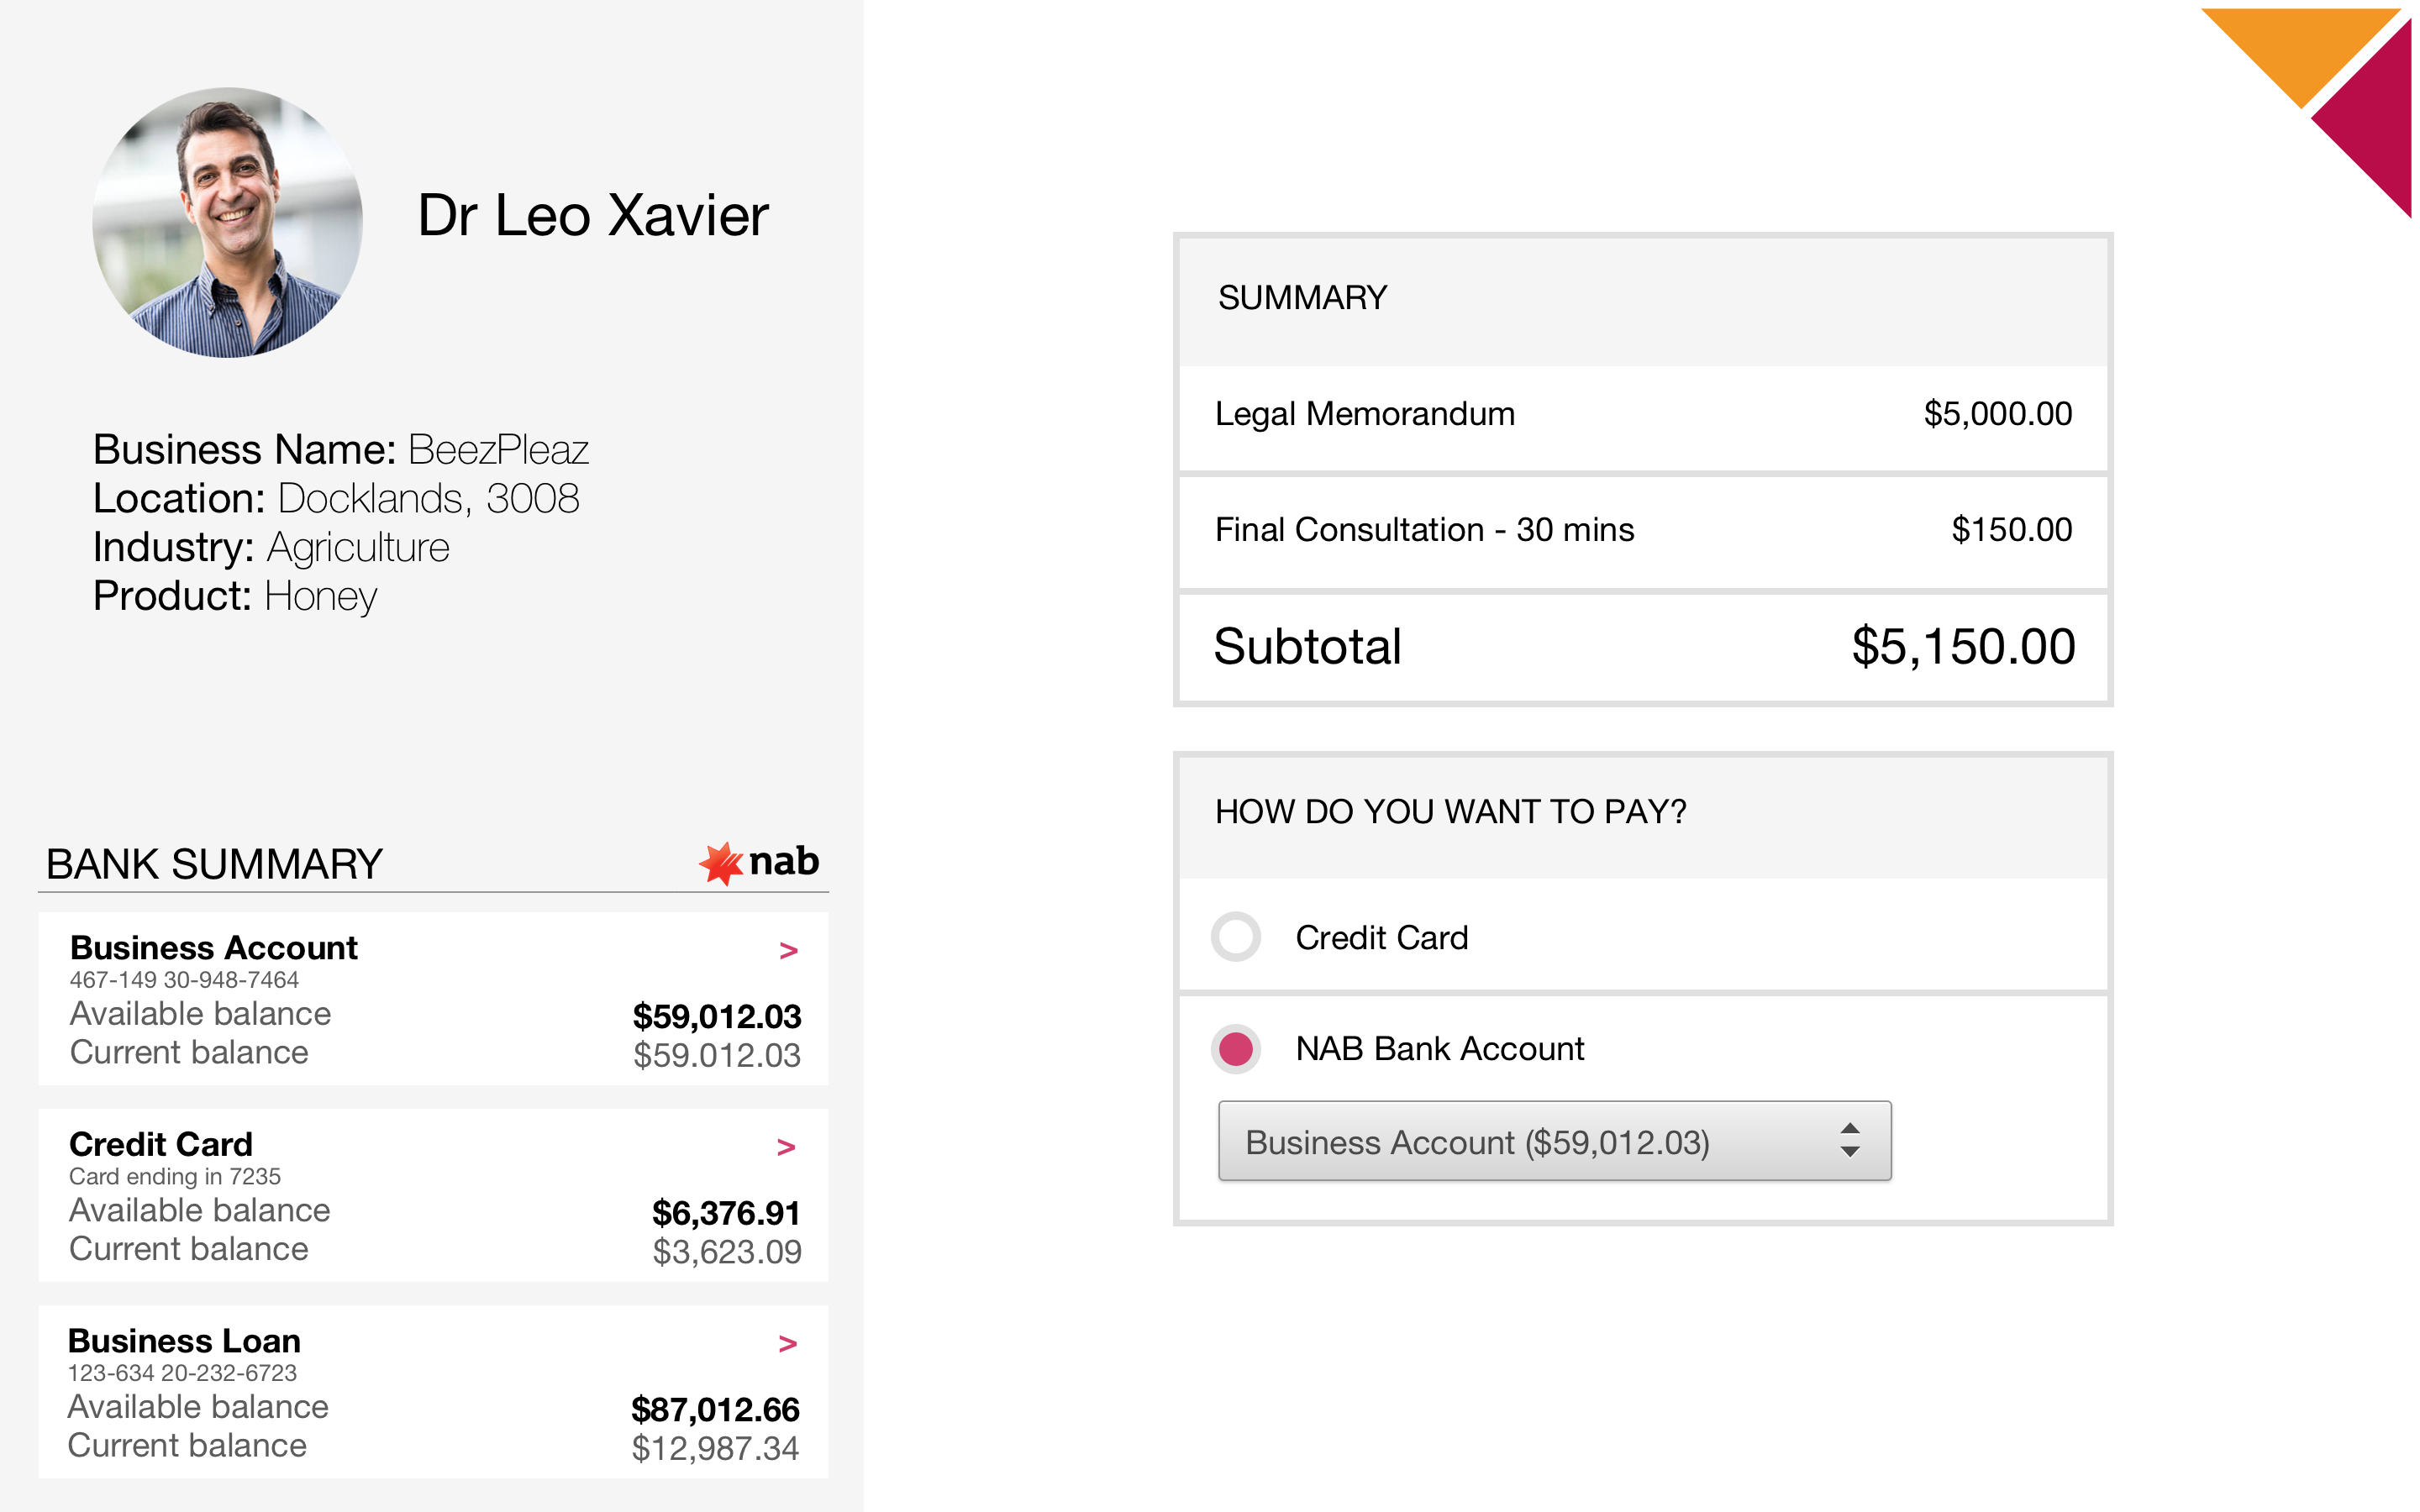 Dr Leo Xavier
Business Name: BeezPleaz
Location: Docklands, 3008
Industry: Agriculture
Product: Honey
BANK SUMMARY nab
Business Account >
467-149 30-948-7464
Available balance $59,012.03
Current balance $59.012.03
Credit Card >
Card ending in 7235
Available balance $6,376.91
Current balance $3,623.09
Business Loan >
123-634 20-232-6723
Available balance $87,012.66
Current balance $12,987.34
SUMMARY
Legal Memorandum $5,000.00
Final Consultation - 30 mins $150.00
Subtotal $5,150.00
HOW DO YOU WANT TO PAY?
Credit Card
NAB Bank Account
Business Account ($59,012.03)